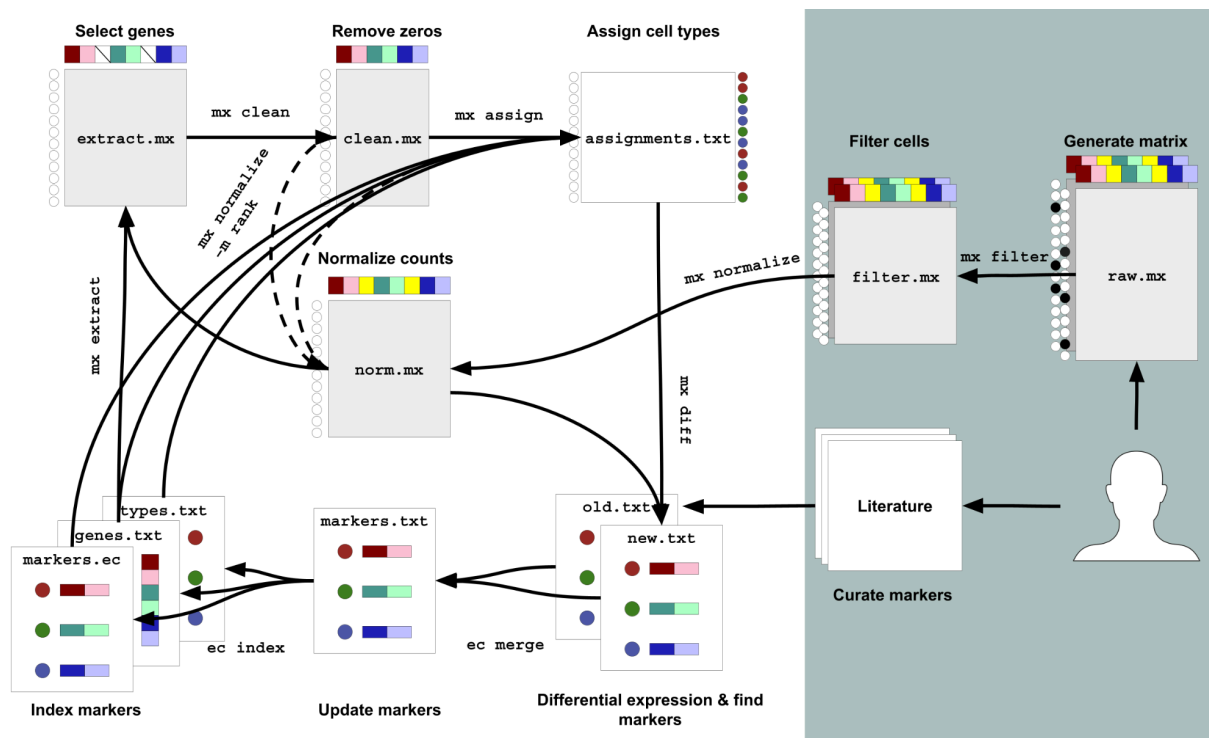 Select genes
Remove zeros
Assign cell types
extract.mx
mx clean
clean.mx
mx assign
assignments.txt
Filter cells
Generate matrix
mx normalize
-m rank
Normalize counts
mx normalize
filter.mx
mx filter
raw.mx
mx extract
norm.mx
mx diff
types.txt
genes.txt
markers.ec
markers.txt
old.txt
new.txt
Literature
Curate markers
ec index
ec merge
Index markers
Update markers
Differential expression & find
markers